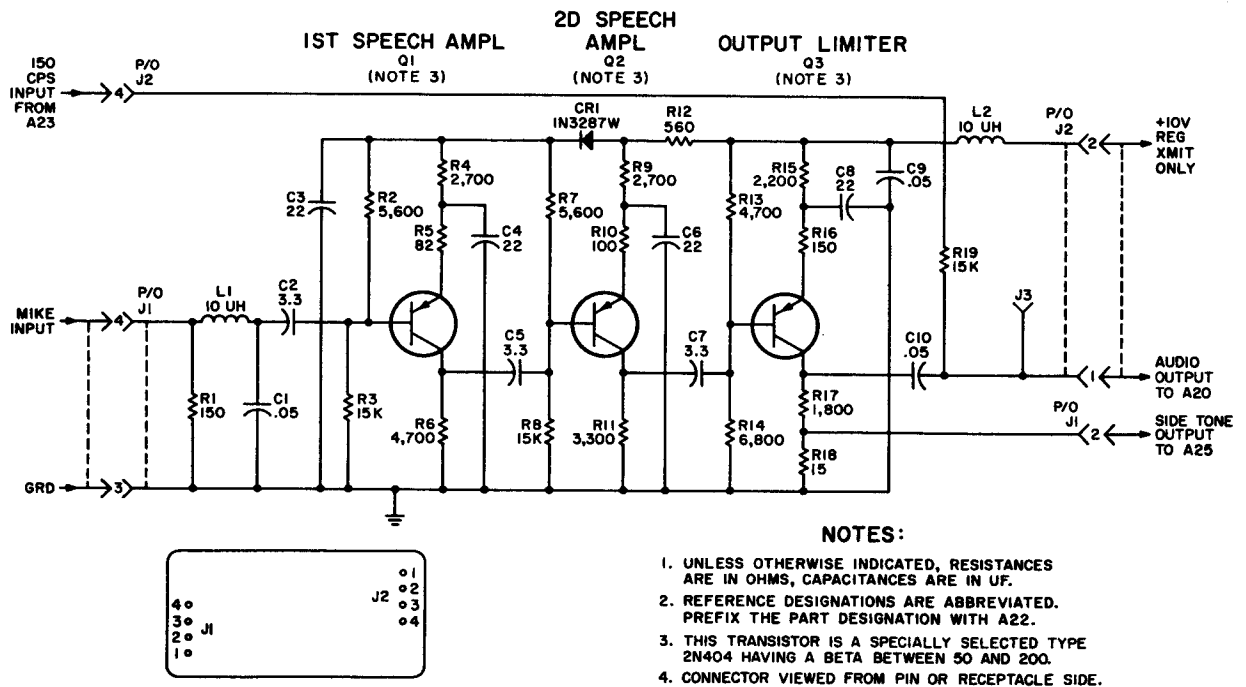 1ST SPEECH AMPL
Q1
(NOTE 3)
2D SPEECH
AMPL
Q2
(NOTE 3)
OUTPUT LIMITER
Q3
(NOTE 3)
150
CPS
INPUT
FROM
A23
P/O
J2
4
CR1
1N3287W
R12
560
L2
10 UH
P/O
J2
2
+10V
REG
XMIT
ONLY
C3
22
R2
5,600
R4
2,700
R5
82
C4
22
R7
5,600
R9
2,700
R10
100
C6
22
R13
4,700
R15
2,200
C8
22
C9
.05
R16
150
R19
15K
J3
MIKE
INPUT
4
P/O
J1
L1
10 UH
C2
3.3
C5
3.3
C7
3.3
C10
.05
1
AUDIO
OUTPUT
TO A20
R1
150
C1
.05
R3
15K
R6
4,700
R8
15K
R11
3,300
R14
6,800
R17
1,800
R18
15
P/O
J1
2
SIDE TONE
OUTPUT
TO A25
GRD
3
4
3
2
1
J1
J2
1
2
3
4
NOTES:
1. UNLESS OTHERWISE INDICATED, RESISTANCES
ARE IN OHMS, CAPACITANCES ARE IN UF.
2. REFERENCE DESIGNATIONS ARE ABBREVIATED.
PREFIX THE PART DESIGNATION WITH A22.
3. THIS TRANSISTOR IS A SPECIALLY SELECTED TYPE
2N404 HAVING A BETA BETWEEN 50 AND 200.
4. CONNECTOR VIEWED FROM PIN OR RECEPTACLE SIDE.